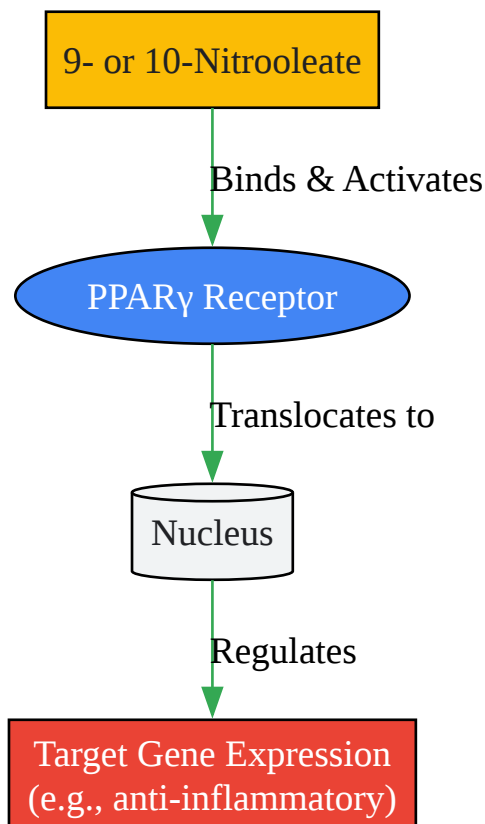 9- or 10-Nitrooleate
Binds & Activates
PPARγ Receptor
Translocates to
Nucleus
Regulates
Target Gene Expression
(e.g., anti-inflammatory)